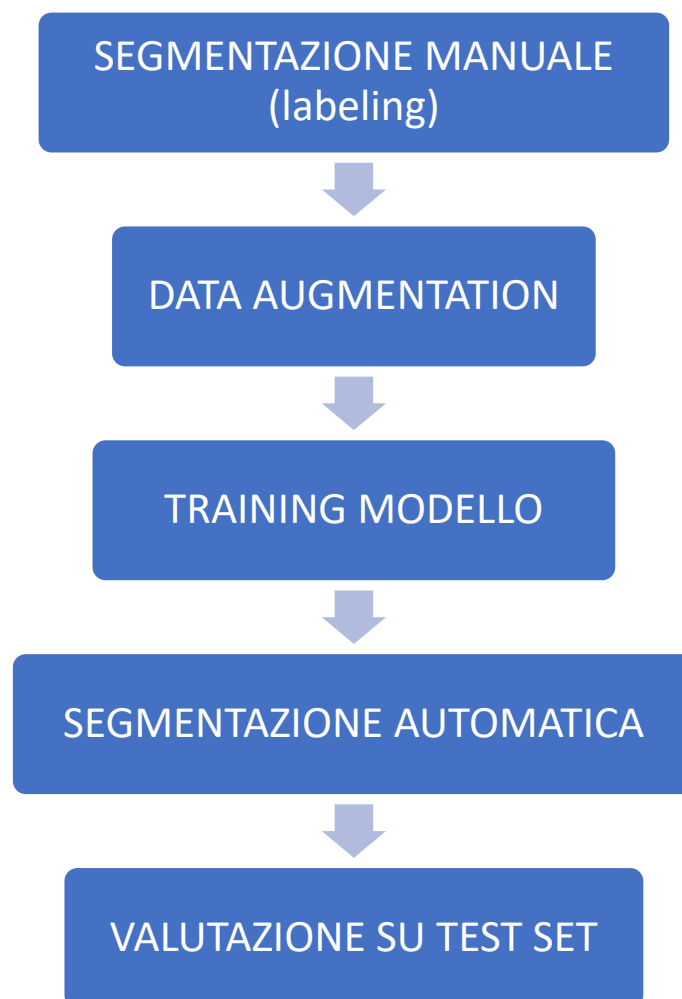 SEGMENTAZIONE MANUALE
(labeling)
DATA AUGMENTATION
TRAINING MODELLO
SEGMENTAZIONE AUTOMATICA
VALUTAZIONE SU TEST SET